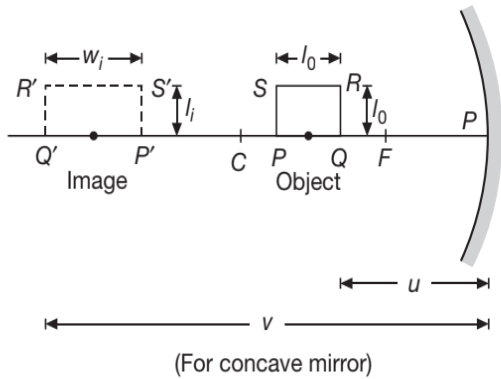 w_i
l_0
R′ S′ l_i S R l_0 P
Q′ P′ C P Q F
Image Object
u
v
(For concave mirror)